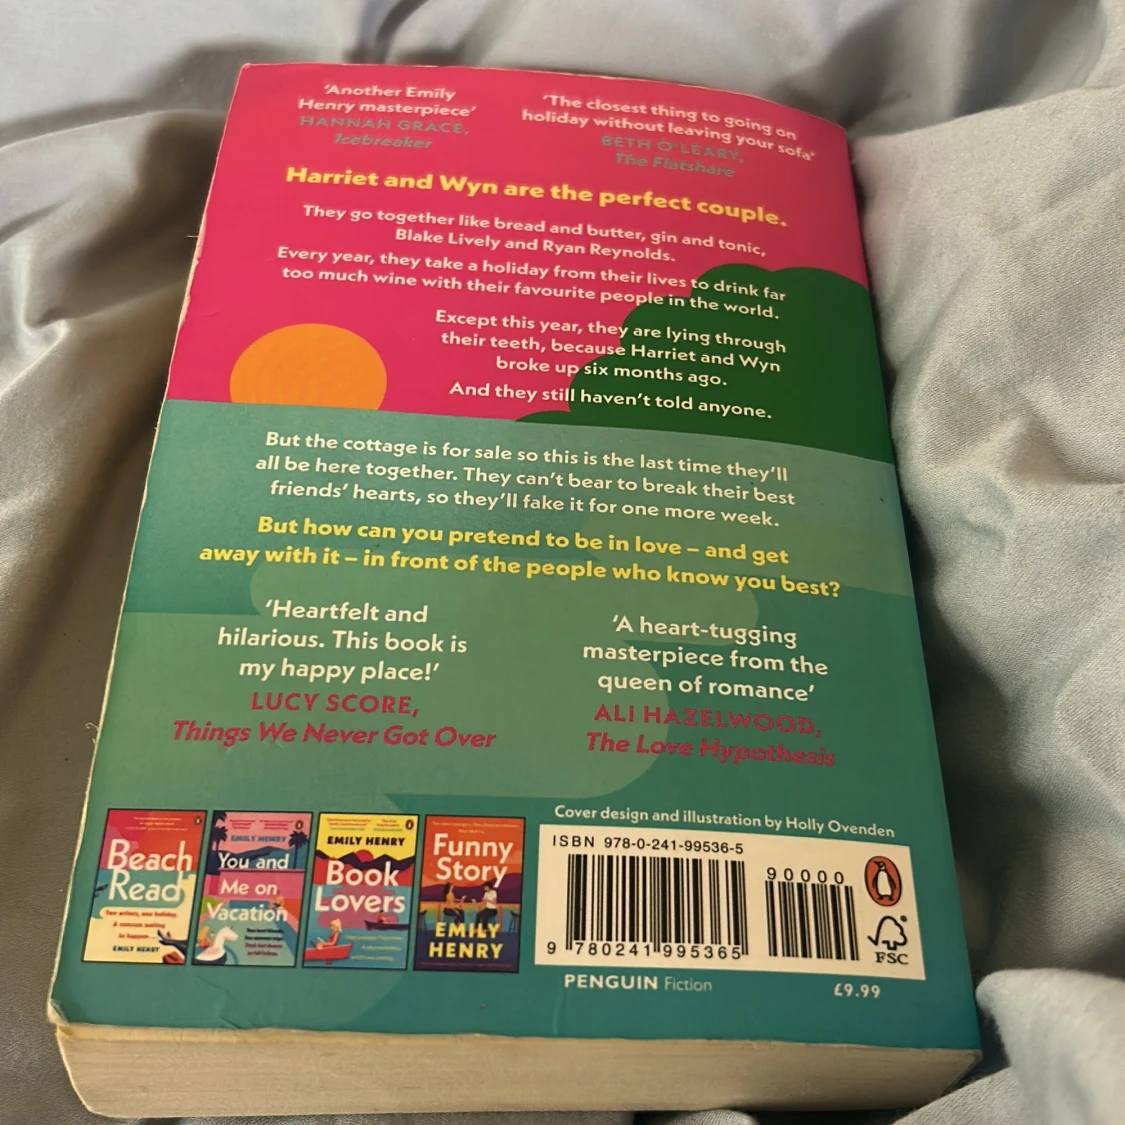 'Another Emily
Henry masterpiece'
HANNAH GRACE,
Icebreaker
'The closest thing to going on
holiday without leaving your sofa'
BETH O'LEARY,
The Flatshare
Harriet and Wyn are the perfect couple.
They go together like bread and butter, gin and tonic,
Blake Lively and Ryan Reynolds.
Every year, they take a holiday from their lives to drink far
too much wine with their favourite people in the world.
Except this year, they are lying through
their teeth, because Harriet and Wyn
broke up six months ago.
And they still haven't told anyone.
But the cottage is for sale so this is the last time they'll
all be here together. They can't bear to break their best
friends' hearts, so they'll fake it for one more week.
But how can you pretend to be in love – and get
away with it – in front of the people who know you best?
'Heartfelt and
hilarious. This book is
my happy place!'
LUCY SCORE,
Things We Never Got Over
'A heart-tugging
masterpiece from the
queen of romance'
ALI HAZELWOOD,
The Love Hypothesis
Beach
Read
Two writers, one holiday.
EMILY HENRY
EMILY HENRY
You and
Me on
Vacation
EMILY HENRY
Book
Lovers
Funny
Story
EMILY
HENRY
Cover design and illustration by Holly Ovenden
ISBN 978-0-241-99536-5
90000
9 780241 995365
FSC
PENGUIN Fiction
£9.99